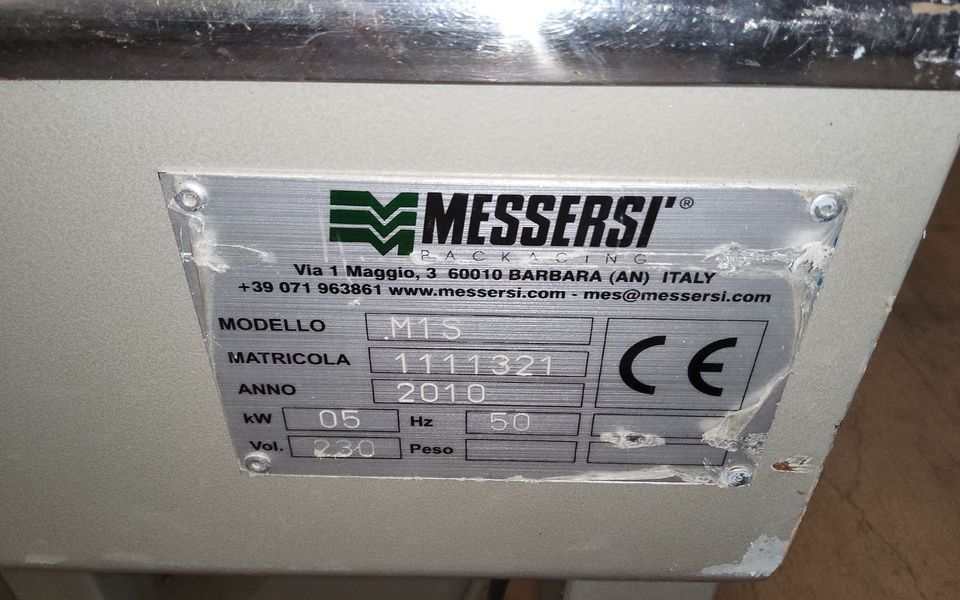 MESSERSI'®
PACKAGING
Via 1 Maggio, 3 60010 BARBARA (AN) ITALY
+39 071 963861 www.messersi.com - mes@messersi.com
MODELLO M1S
MATRICOLA 1111321
ANNO 2010
CE
kW 05 Hz 50
Vol. 230 Peso